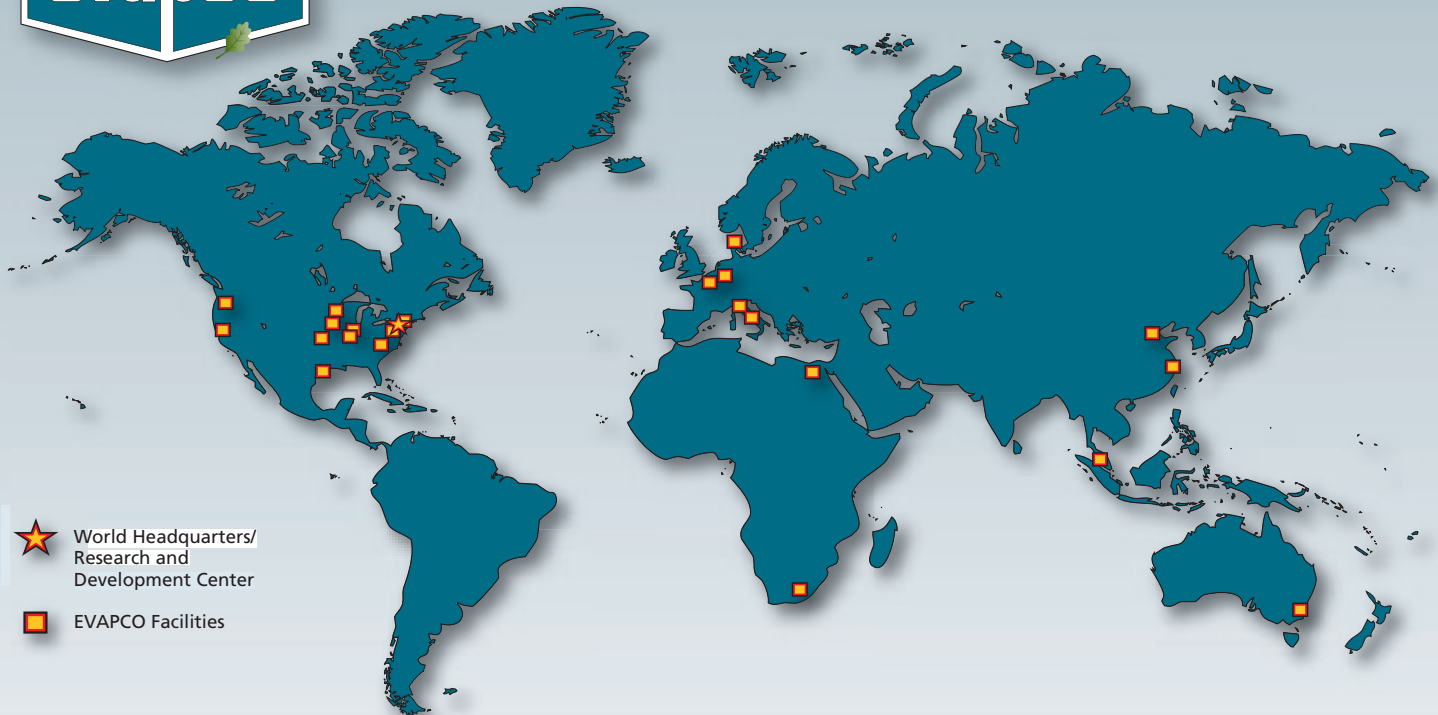 World Headquarters/
Research and
Development Center
EVAPCO Facilities